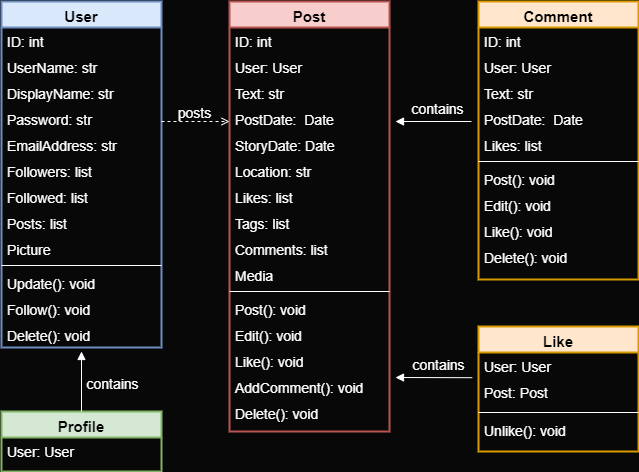 User
ID: int
UserName: str
DisplayName: str
Password: str
EmailAddress: str
Followers: list
Followed: list
Posts: list
Picture
Update(): void
Follow(): void
Delete(): void
posts
Post
ID: int
User: User
Text: str
PostDate:  Date
StoryDate: Date
Location: str
Likes: list
Tags: list
Comments: list
Media
Post(): void
Edit(): void
Like(): void
AddComment(): void
Delete(): void
contains
Comment
ID: int
User: User
Text: str
PostDate:  Date
Likes: list
Post(): void
Edit(): void
Like(): void
Delete(): void
contains
Like
User: User
Post: Post
Unlike(): void
contains
Profile
User: User